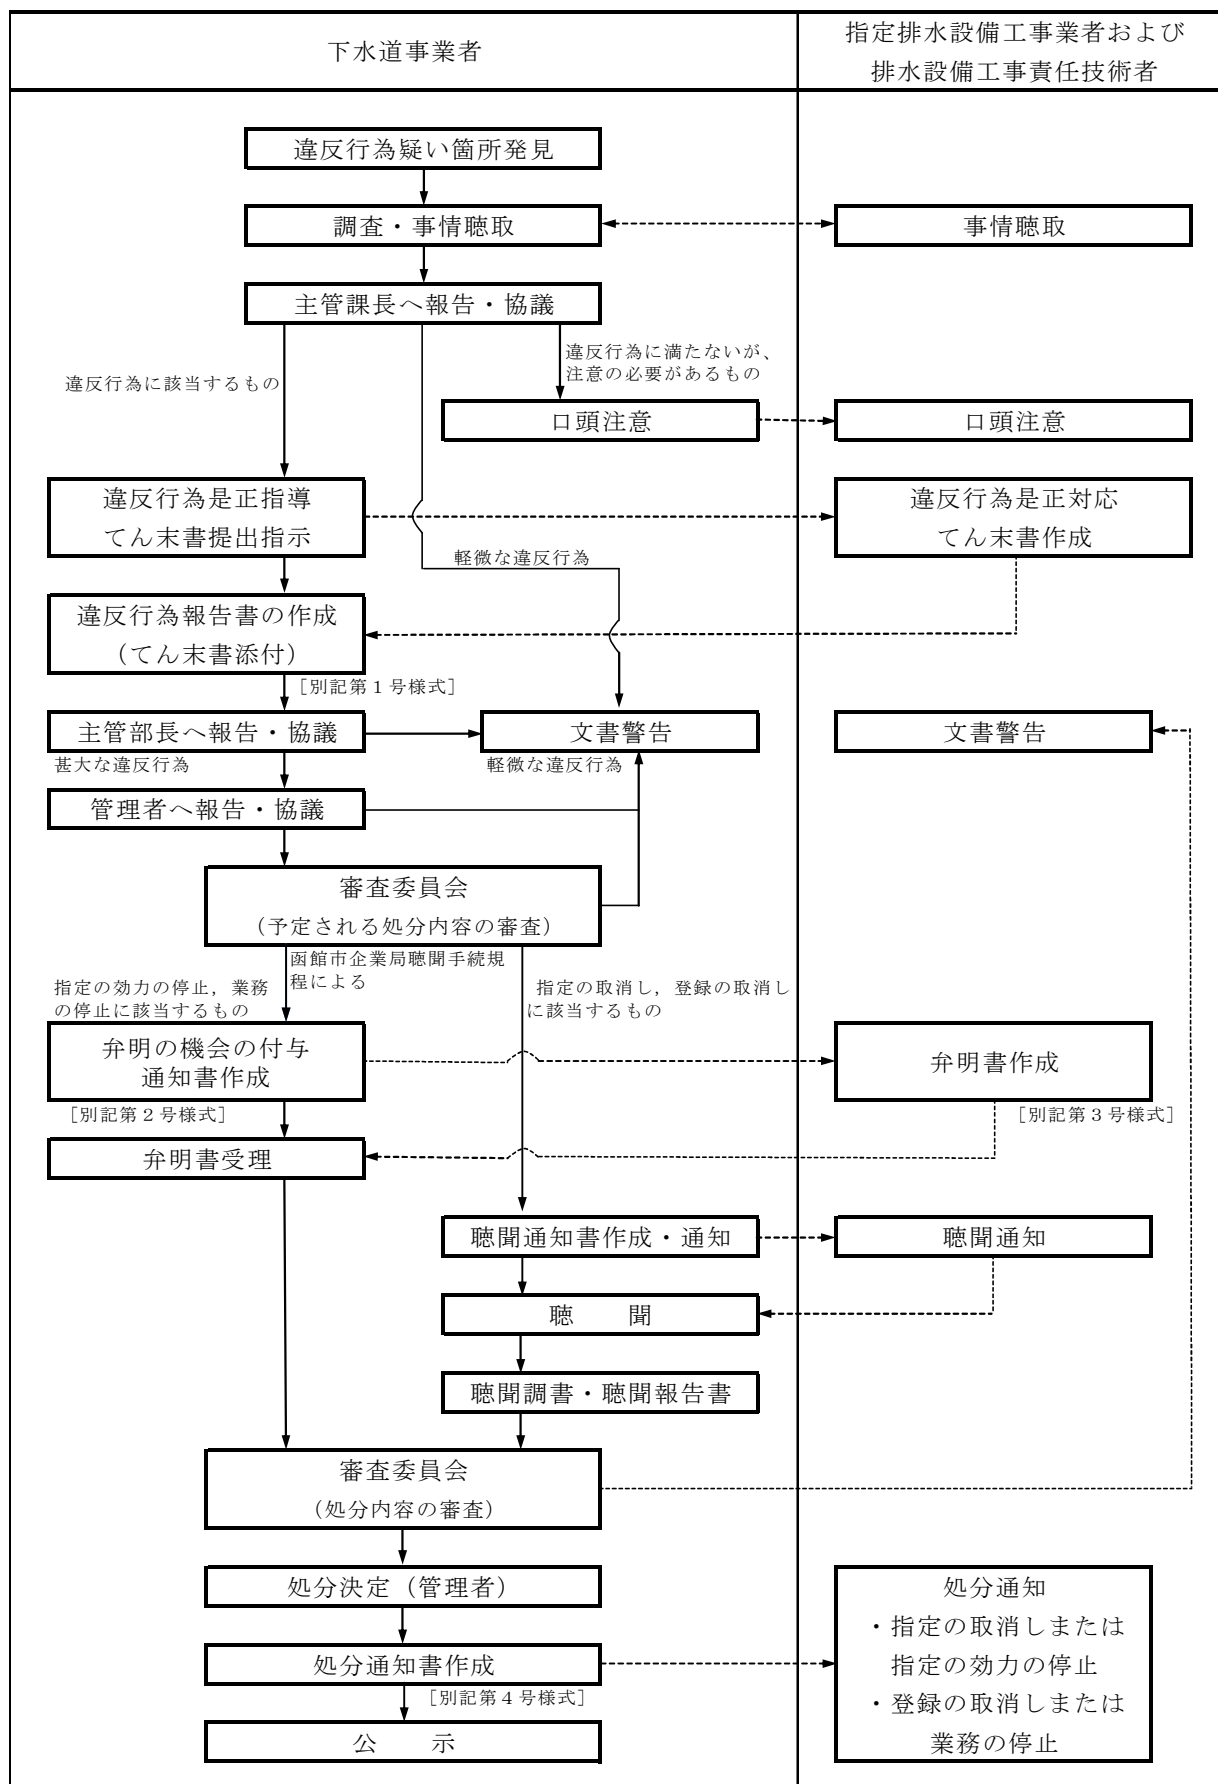 下水道事業者
指定排水設備工事業者および
排水設備工事責任技術者
違反行為疑い箇所発見
調査・事情聴取
事情聴取
主管課長へ報告・協議
違反行為に満たないが、
注意の必要があるもの
違反行為に該当するもの
口頭注意
口頭注意
違反行為是正指導
てん末書提出指示
違反行為是正対応
てん末書作成
軽微な違反行為
違反行為報告書の作成
（てん末書添付）
［別記第１号様式］
主管部長へ報告・協議
文書警告
文書警告
甚大な違反行為
軽微な違反行為
管理者へ報告・協議
審査委員会
（予定される処分内容の審査）
函館市企業局聴聞手続規
程による
指定の効力の停止，業務
の停止に該当するもの
指定の取消し，登録の取消し
に該当するもの
弁明の機会の付与
通知書作成
弁明書作成
［別記第２号様式］
［別記第３号様式］
弁明書受理
聴聞通知書作成・通知
聴聞通知
聴　　聞
聴聞調書・聴聞報告書
審査委員会
（処分内容の審査）
処分決定（管理者）
処分通知書作成
［別記第４号様式］
公　　示
処分通知
・指定の取消しまたは
指定の効力の停止
・登録の取消しまたは
業務の停止